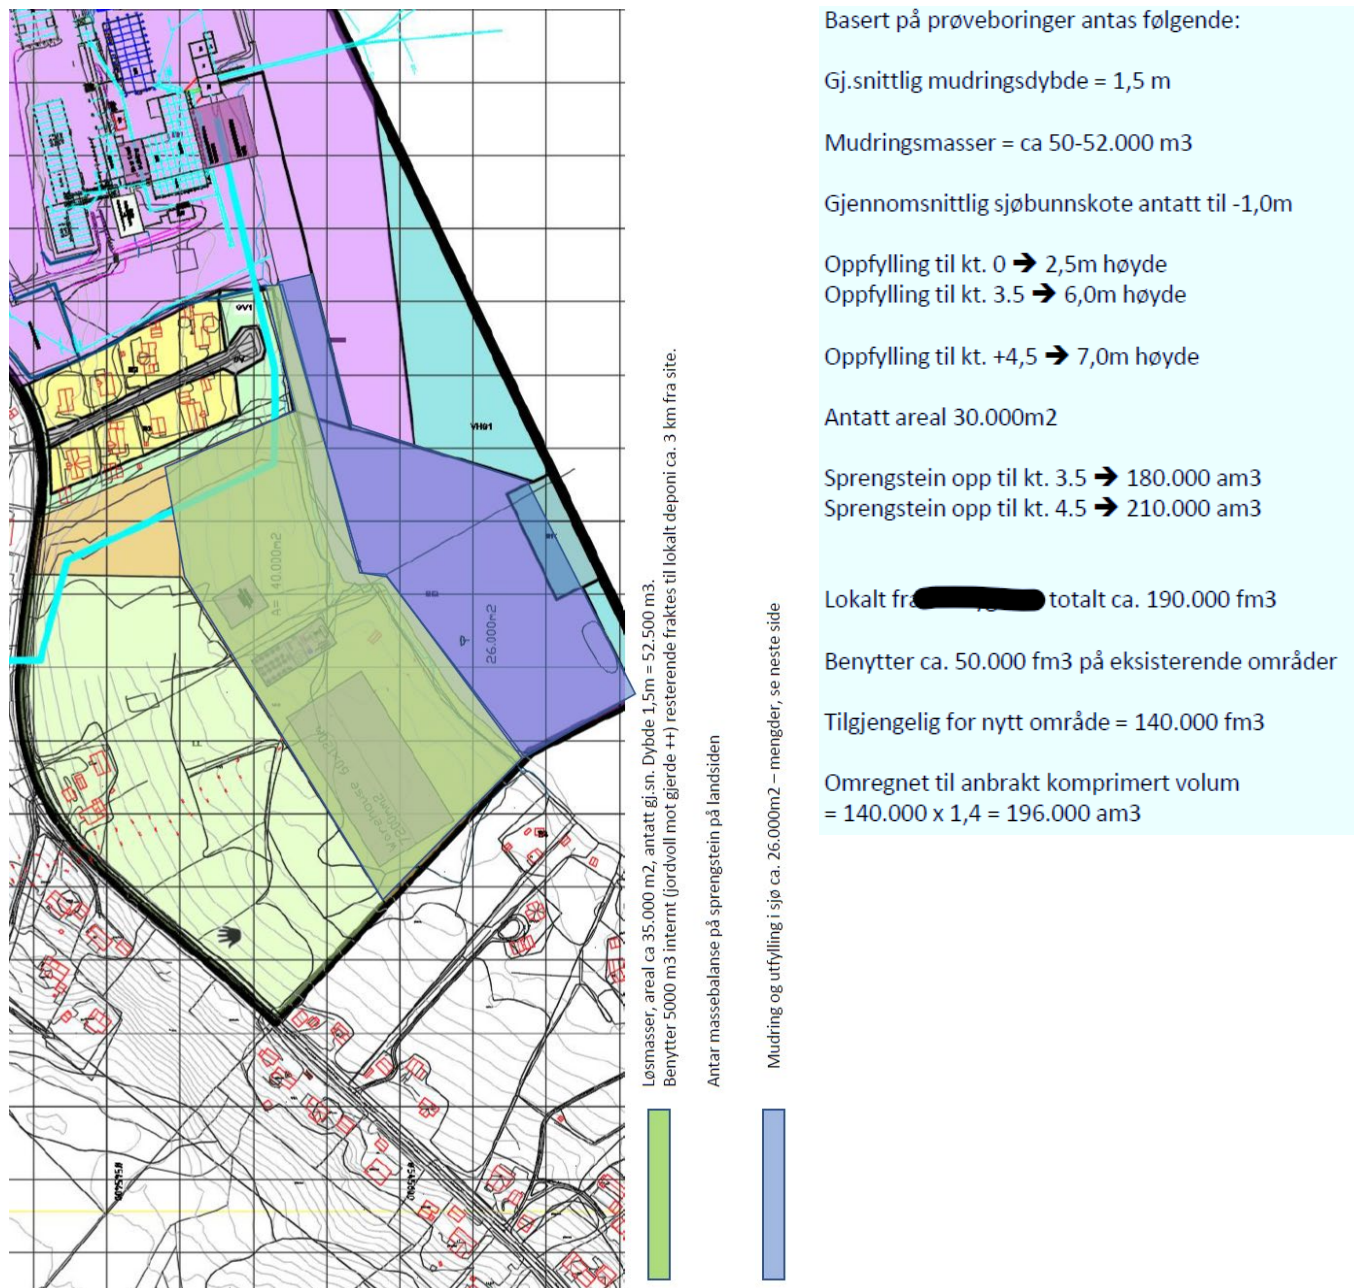 GV1
VH01
A= 40.000m2
26.000m2
Warehouse 60x120m
7200mm2
Løsmasser, areal ca 35.000 m2, antatt gj.sn. Dybde 1,5m = 52.500 m3.
Benytter 5000 m3 internt (jordvoll mot gjerde ++) resterende fraktes til lokalt deponi ca. 3 km fra site.
Antar massebalanse på sprengstein på landsiden
Mudring og utfylling i sjø ca. 26.000m2 – mengder, se neste side
Basert på prøveboringer antas følgende:
Gj.snittlig mudringsdybde = 1,5 m
Mudringsmasser = ca 50-52.000 m3
Gjennomsnittlig sjøbunnskote antatt til -1,0m
Oppfylling til kt. 0 ➔ 2,5m høyde
Oppfylling til kt. 3.5 ➔ 6,0m høyde
Oppfylling til kt. +4,5 ➔ 7,0m høyde
Antatt areal 30.000m2
Sprengstein opp til kt. 3.5 ➔ 180.000 am3
Sprengstein opp til kt. 4.5 ➔ 210.000 am3
Lokalt fra totalt ca. 190.000 fm3
Benytter ca. 50.000 fm3 på eksisterende områder
Tilgjengelig for nytt område = 140.000 fm3
Omregnet til anbrakt komprimert volum
= 140.000 x 1,4 = 196.000 am3